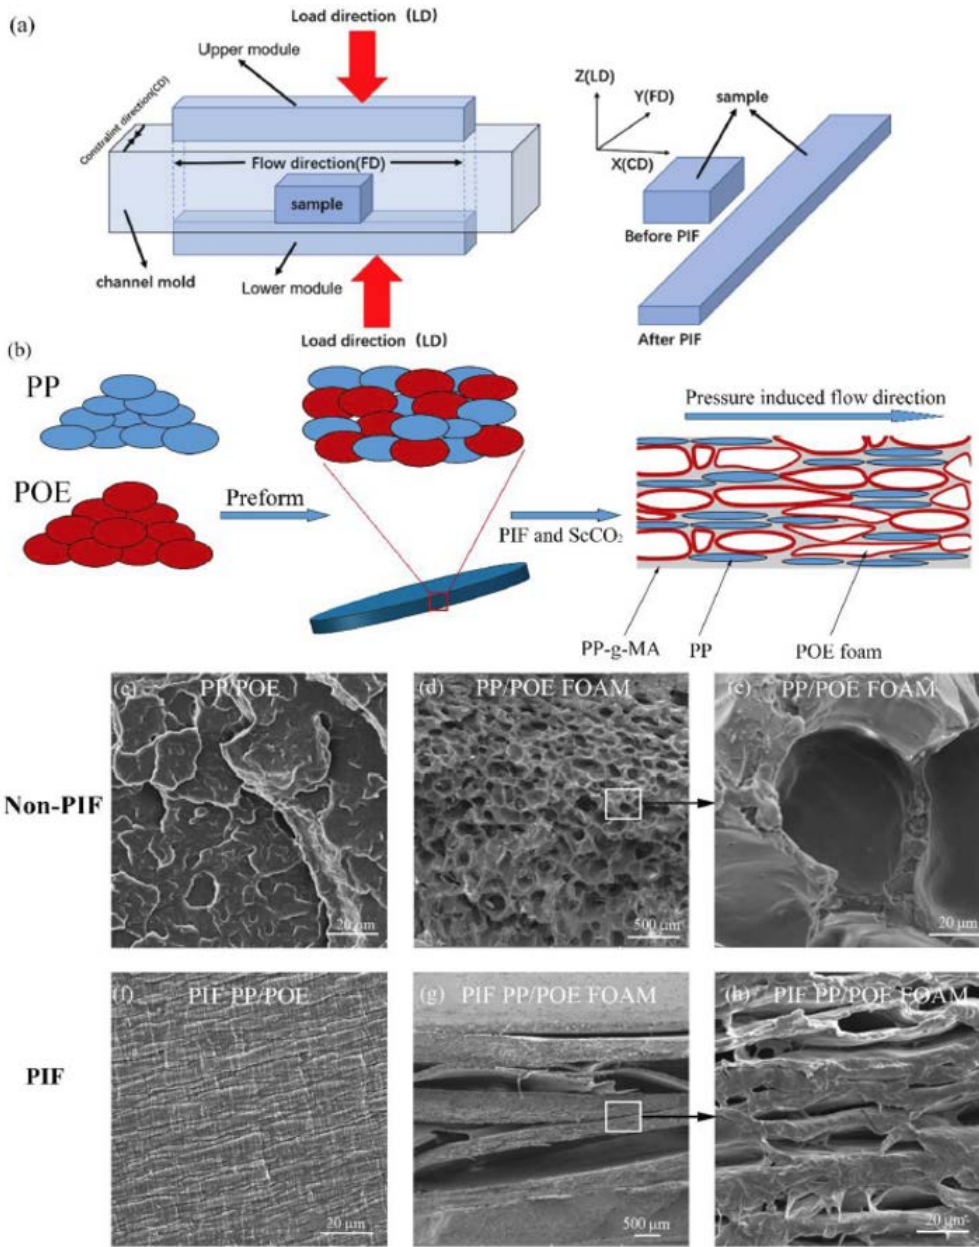 (a)
Load direction (LD)
Upper module
Constraint direction(CD)
Flow direction(FD)
sample
channel mold
Lower module
Load direction (LD)
Z(LD)
Y(FD)
X(CD)
sample
Before PIF
After PIF
(b)
PP
POE
Preform
PIF and ScCO₂
Pressure induced flow direction
PP-g-MA
PP
POE foam
Non-PIF
(c)
PP/POE
20 μm
(d)
PP/POE FOAM
500 μm
(e)
PP/POE FOAM
20 μm
PIF
(f)
PIF PP/POE
20 μm
(g)
PIF PP/POE FOAM
500 μm
(h)
PIF PP/POE FOAM
20 μm